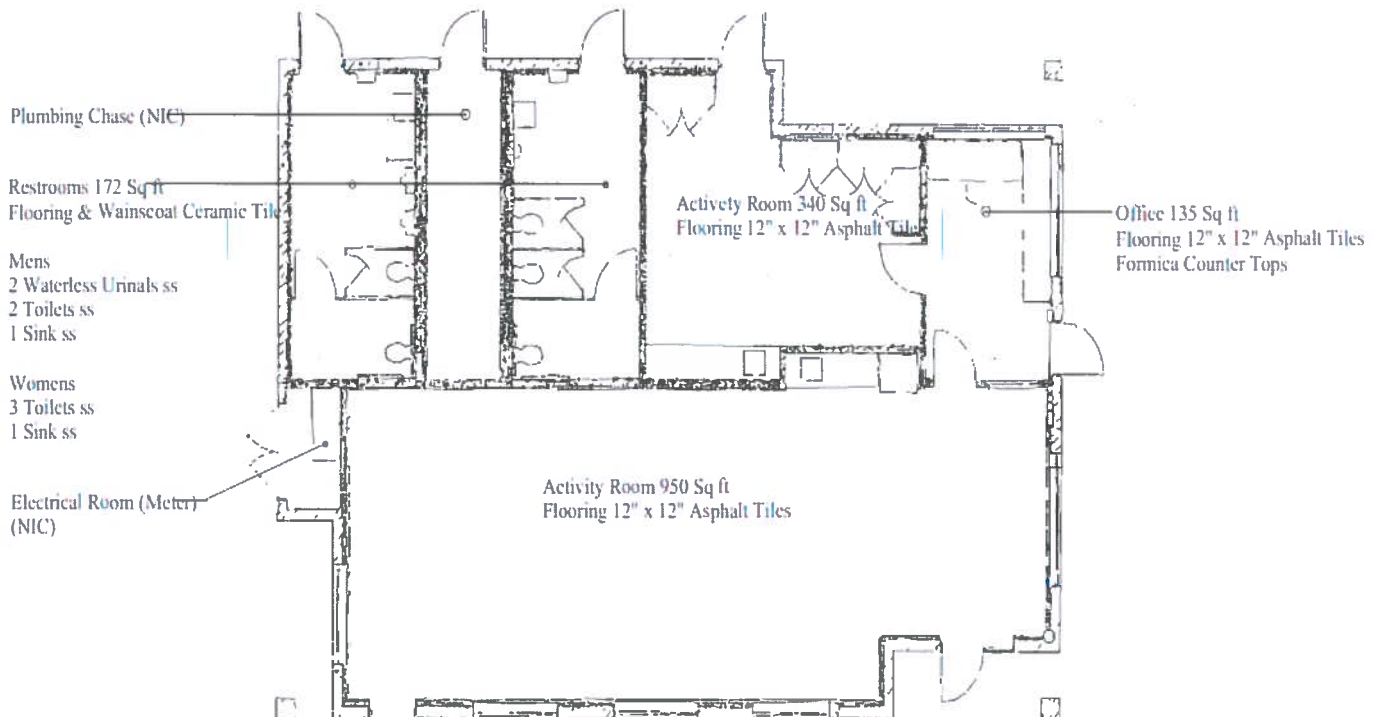 Plumbing Chase (NIC)
Restrooms 172 Sq ft
Flooring & Wainscoat Ceramic Tile
Mens
2 Waterless Urinals ss
2 Toilets ss
1 Sink ss
Womens
3 Toilets ss
1 Sink ss
Electrical Room (Meter)
(NIC)
Activety Room 340 Sq ft
Flooring 12" x 12" Asphalt Tiles
Office 135 Sq ft
Flooring 12" x 12" Asphalt Tiles
Formica Counter Tops
Activity Room 950 Sq ft
Flooring 12" x 12" Asphalt Tiles